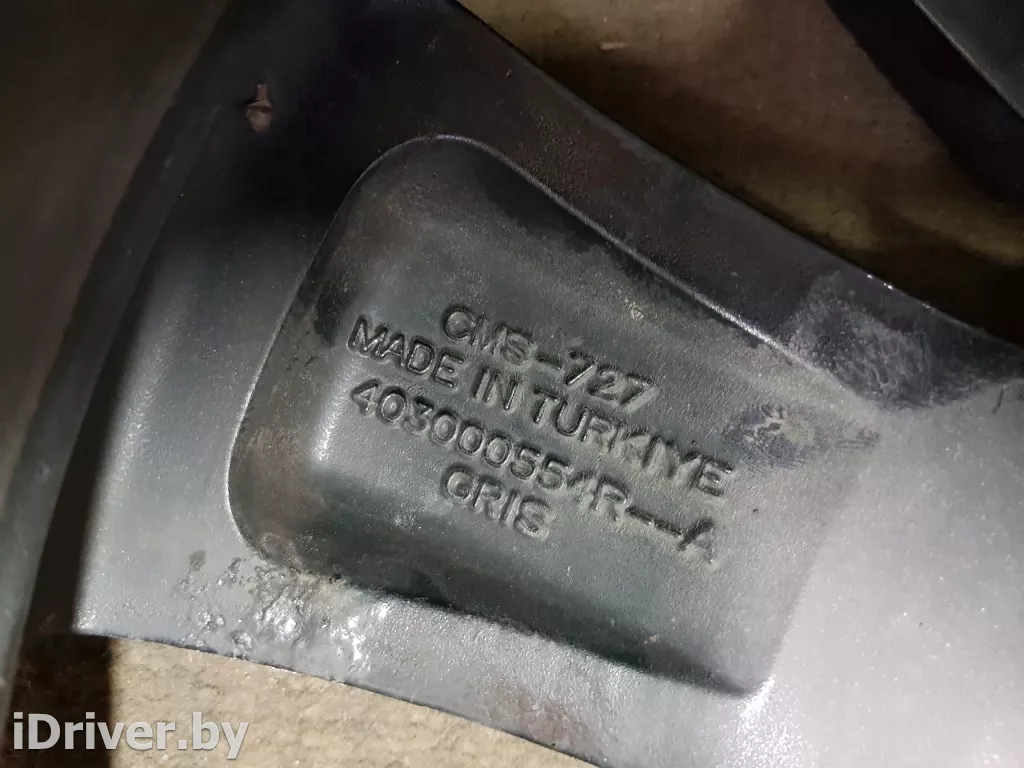 CMS-727
MADE IN TURKIYE
403000554R--A
GRIS
iDriver.by